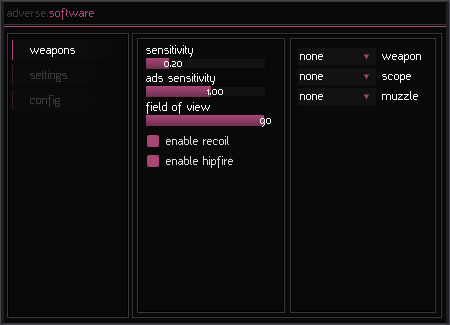 adverse.software
weapons
settings
config
sensitivity
0.20
ads sensitivity
1.00
field of view
90
enable recoil
enable hipfire
none weapon
none scope
none muzzle